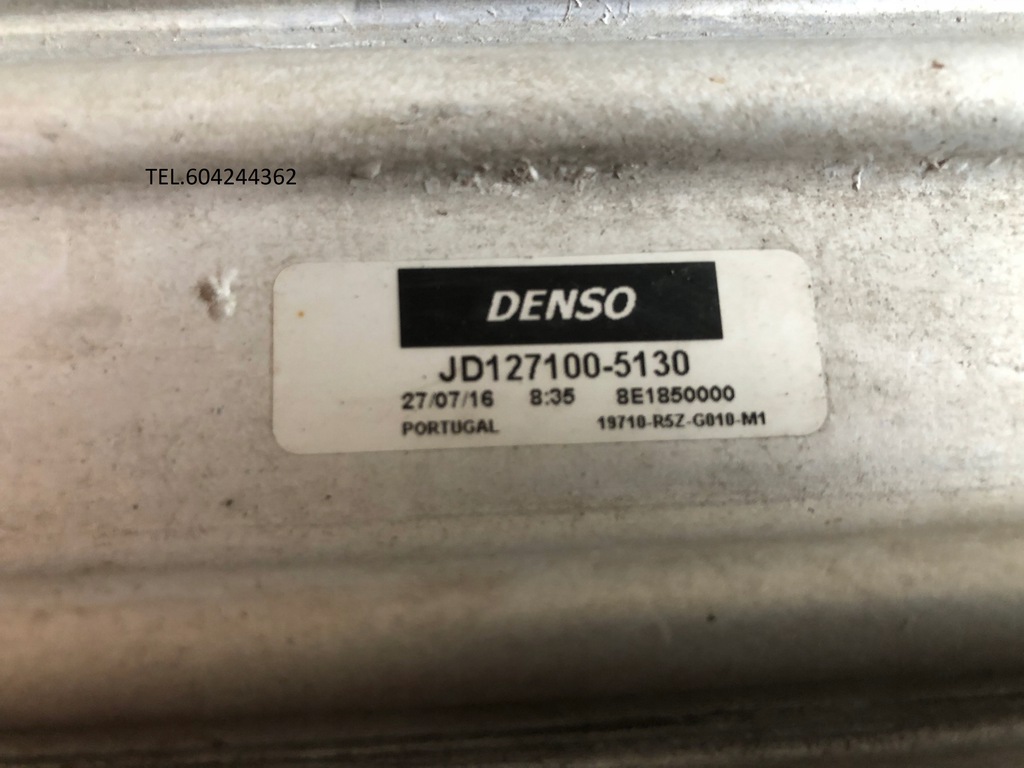 TEL.604244362
DENSO
JD127100-5130
27/07/16 8:35 8E1850000
PORTUGAL 19710-R5Z-G010-M1